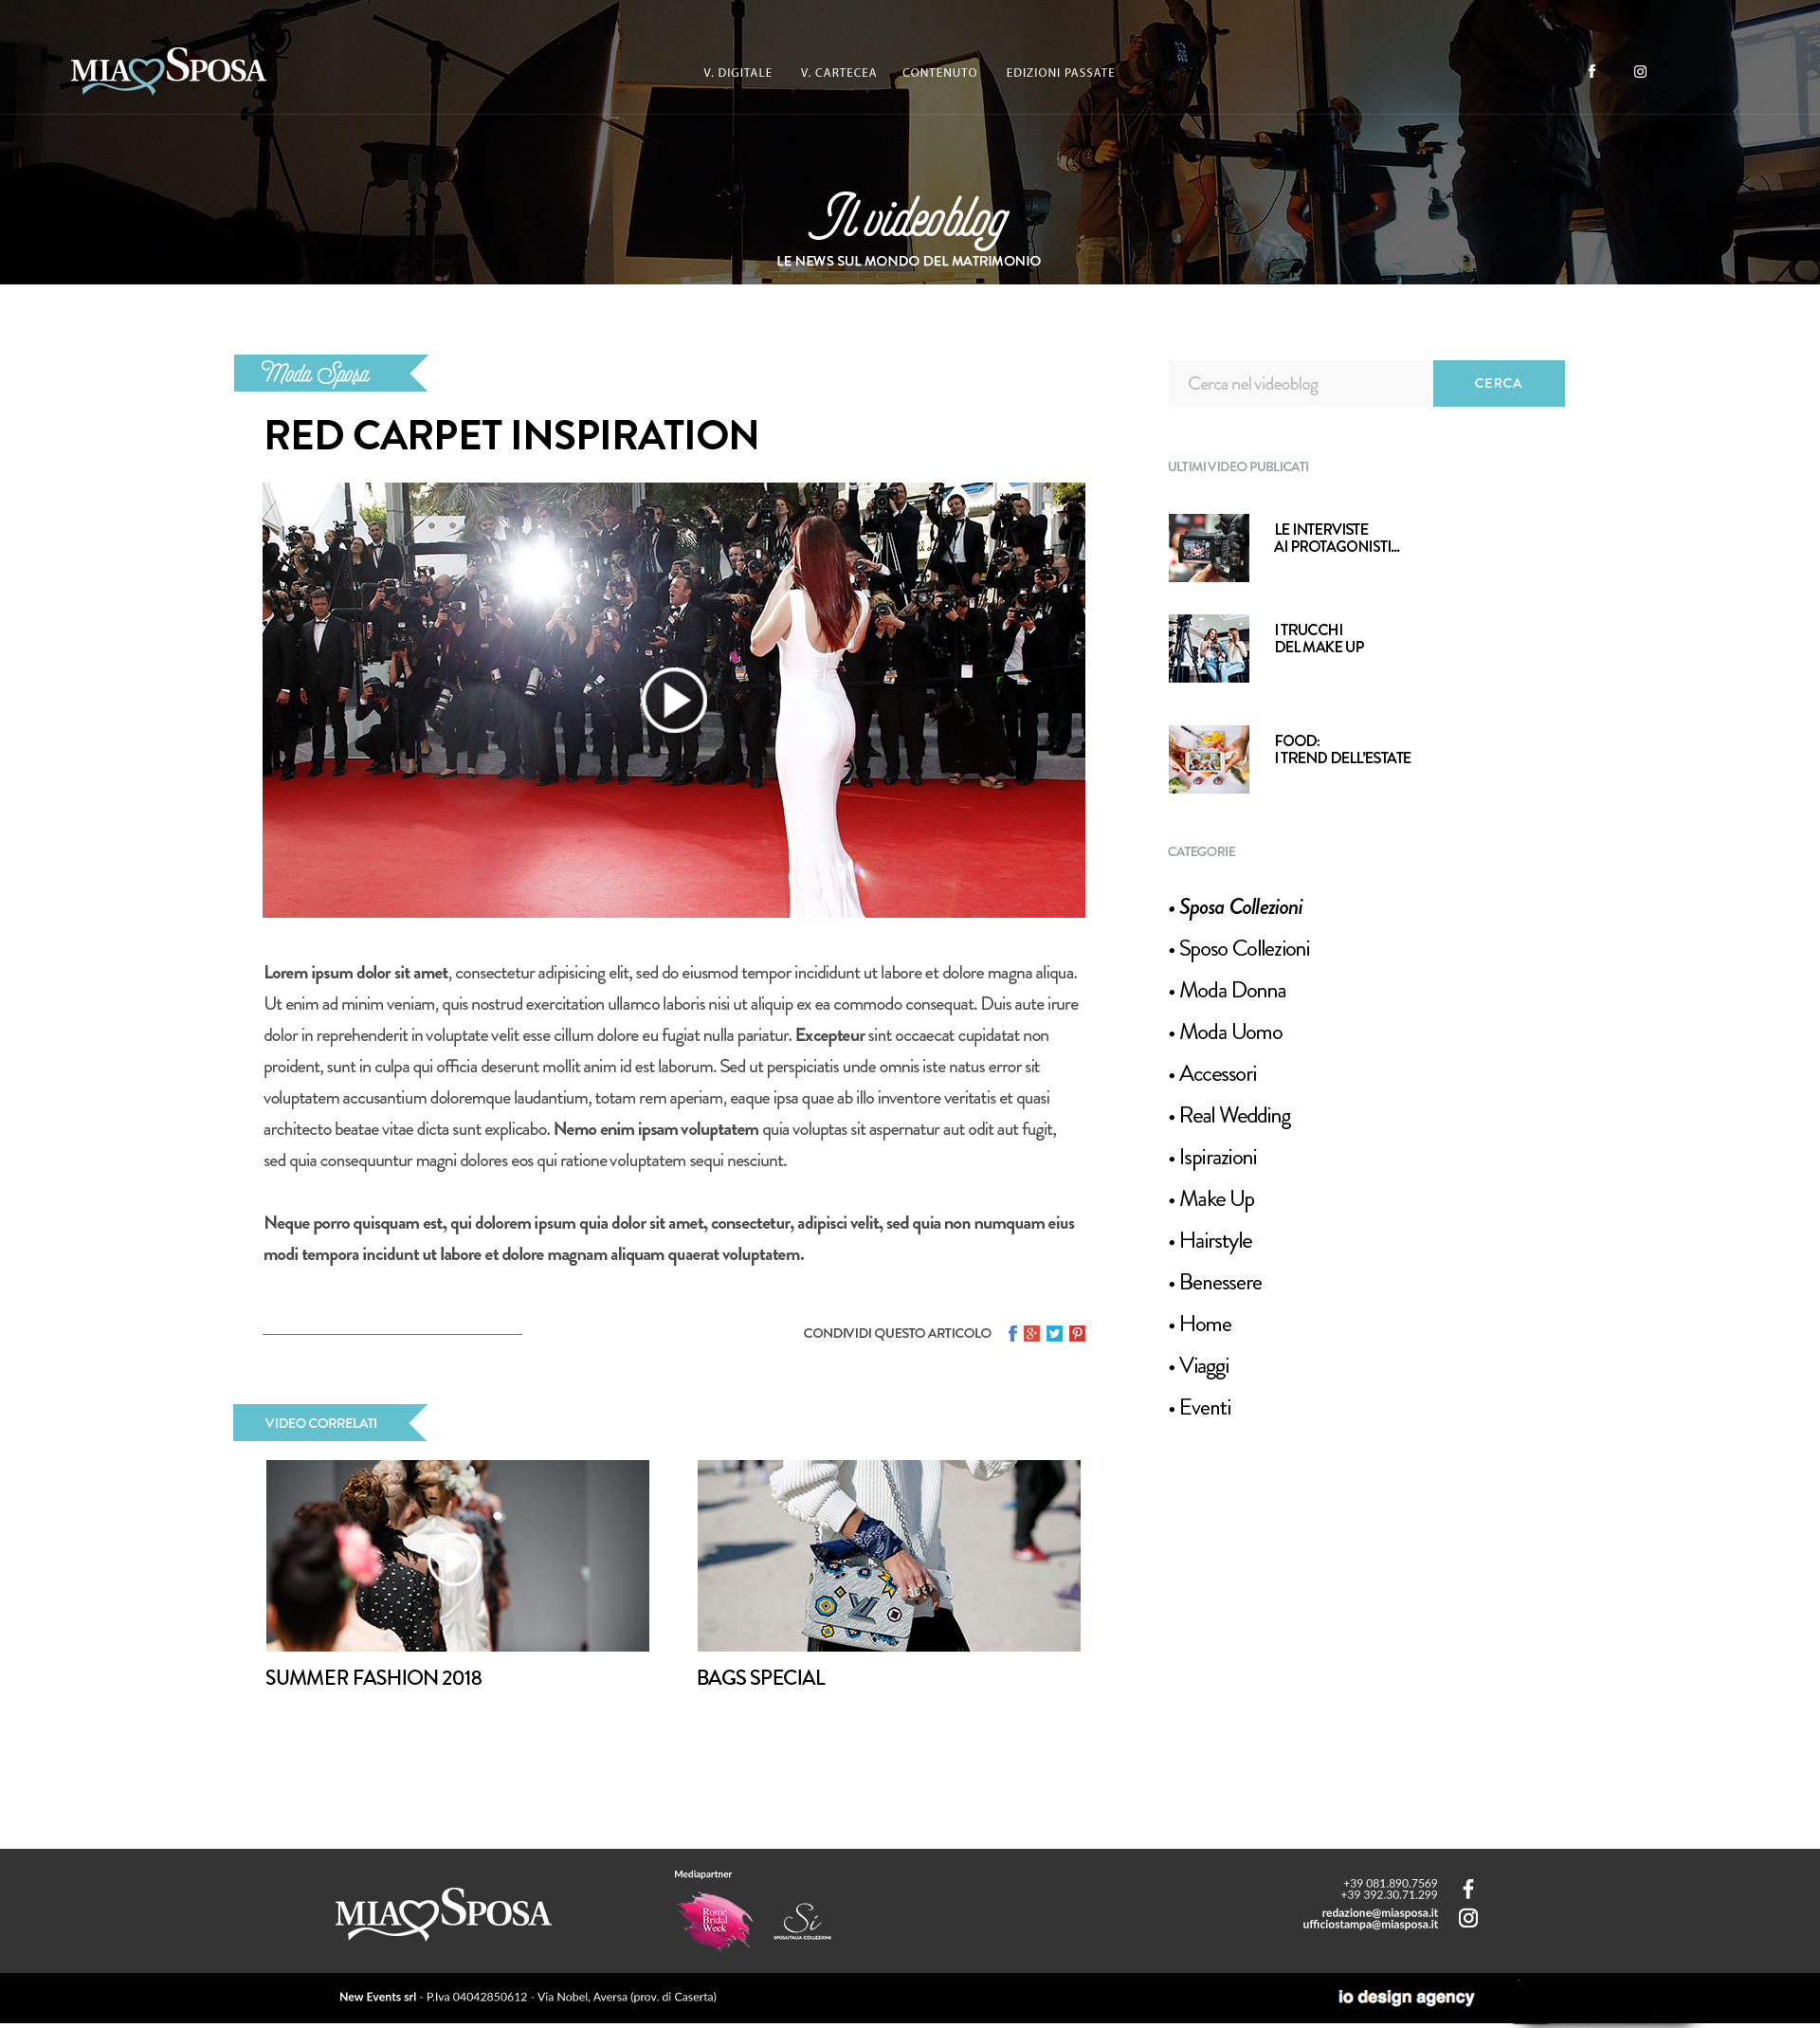 MIA SPOSA
V. DIGITALE
V. CARTECEA
CONTENUTO
EDIZIONI PASSATE
Il videoblog
LE NEWS SUL MONDO DEL MATRIMONIO
Moda Sposa
RED CARPET INSPIRATION
Lorem ipsum dolor sit amet, consectetur adipisicing elit, sed do eiusmod tempor incididunt ut labore et dolore magna aliqua.
Ut enim ad minim veniam, quis nostrud exercitation ullamco laboris nisi ut aliquip ex ea commodo consequat. Duis aute irure
dolor in reprehenderit in voluptate velit esse cillum dolore eu fugiat nulla pariatur. Excepteur sint occaecat cupidatat non
proident, sunt in culpa qui officia deserunt mollit anim id est laborum. Sed ut perspiciatis unde omnis iste natus error sit
voluptatem accusantium doloremque laudantium, totam rem aperiam, eaque ipsa quae ab illo inventore veritatis et quasi
architecto beatae vitae dicta sunt explicabo. Nemo enim ipsam voluptatem quia voluptas sit aspernatur aut odit aut fugit,
sed quia consequuntur magni dolores eos qui ratione voluptatem sequi nesciunt.
Neque porro quisquam est, qui dolorem ipsum quia dolor sit amet, consectetur, adipisci velit, sed quia non numquam eius
modi tempora incidunt ut labore et dolore magnam aliquam quaerat voluptatem.
CONDIVIDI QUESTO ARTICOLO
VIDEO CORRELATI
SUMMER FASHION 2018
BAGS SPECIAL
Cerca nel videoblog
CERCA
ULTIMI VIDEO PUBLICATI
LE INTERVISTE
AI PROTAGONISTI...
I TRUCCHI
DEL MAKE UP
FOOD:
I TREND DELL'ESTATE
CATEGORIE
• Sposa Collezioni
• Sposo Collezioni
• Moda Donna
• Moda Uomo
• Accessori
• Real Wedding
• Ispirazioni
• Make Up
• Hairstyle
• Benessere
• Home
• Viaggi
• Eventi
MIA SPOSA
Mediapartner
Rome
Bridal
Week
Sì
SPOSAITALIA COLLEZIONI
+39 081.890.7569
+39 392.30.71.299
redazione@miasposa.it
ufficiostampa@miasposa.it
New Events srl - P.Iva 04042850612 - Via Nobel, Aversa (prov. di Caserta)
io design agency